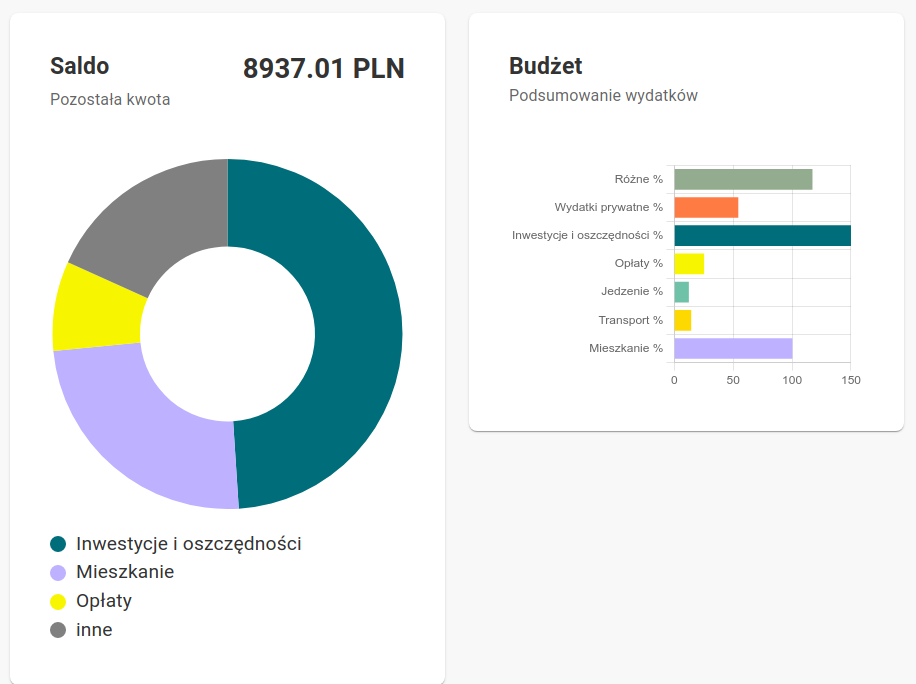 Saldo
8937.01 PLN
Pozostała kwota
Inwestycje i oszczędności
Mieszkanie
Opłaty
inne
Budżet
Podsumowanie wydatków
Różne %
Wydatki prywatne %
Inwestycje i oszczędności %
Opłaty %
Jedzenie %
Transport %
Mieszkanie %
0 50 100 150